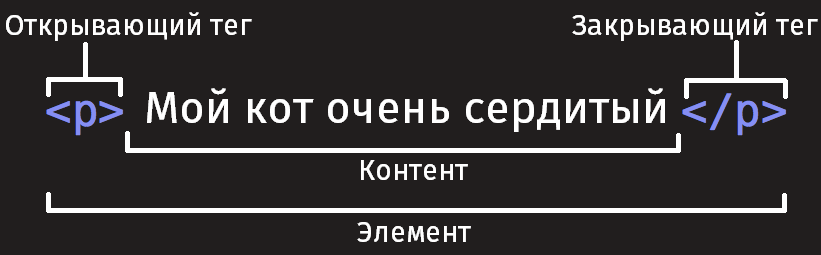 Открывающий тег Закрывающий тег
<p> Мой кот очень сердитый </p>
Контент
Элемент